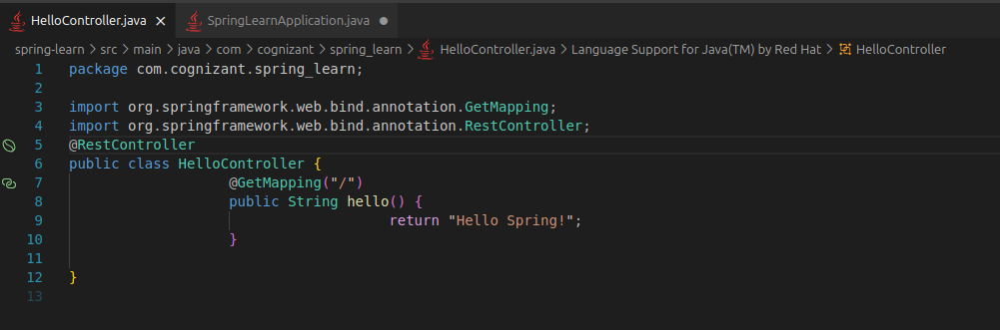 HelloController.java × SpringLearnApplication.java
spring-learn > src > main > java > com > cognizant > spring_learn > HelloController.java > Language Support for Java(TM) by Red Hat > HelloController
1 package com.cognizant.spring_learn;
2
3 import org.springframework.web.bind.annotation.GetMapping;
4 import org.springframework.web.bind.annotation.RestController;
5 @RestController
6 public class HelloController {
7 @GetMapping("/")
8 public String hello() {
9 return "Hello Spring!";
10 }
11
12 }
13